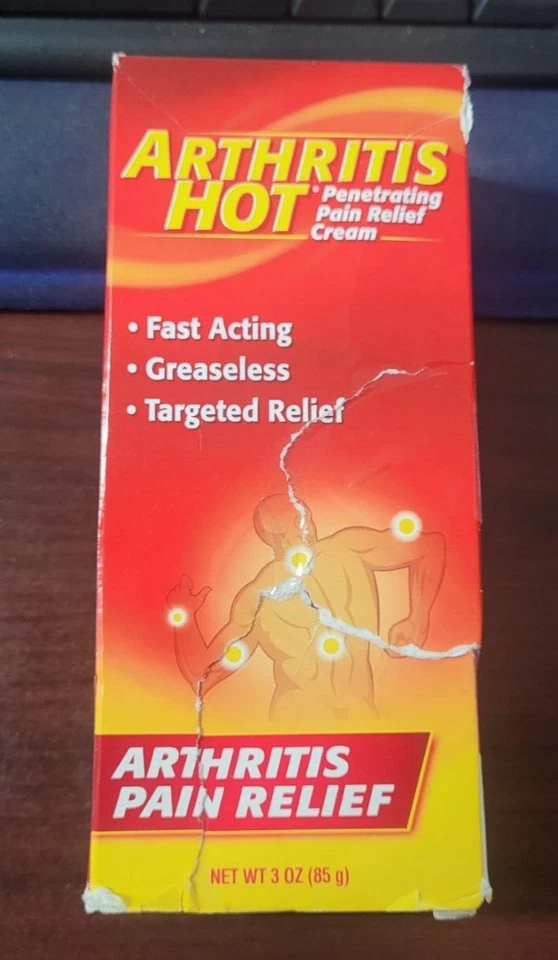 ARTHRITIS
HOT® Penetrating
Pain Relief
Cream
• Fast Acting
• Greaseless
• Targeted Relief
ARTHRITIS
PAIN RELIEF
NET WT 3 OZ (85 g)